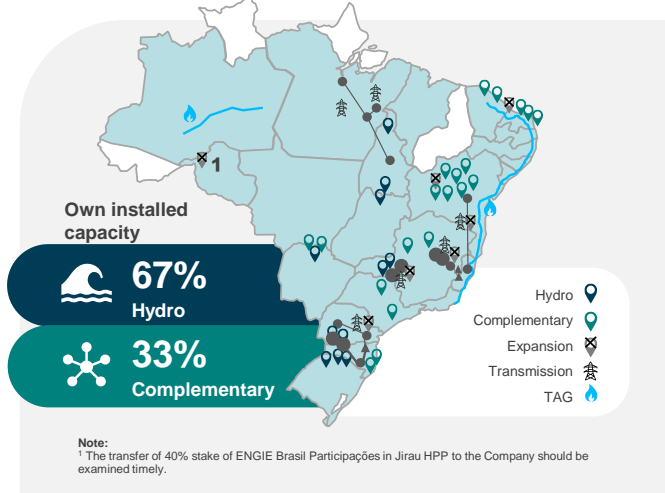 1
Own installed
capacity
67%
Hydro
33%
Complementary
Hydro
Complementary
Expansion
Transmission
TAG
Note:
¹ The transfer of 40% stake of ENGIE Brasil Participações in Jirau HPP to the Company should be
examined timely.